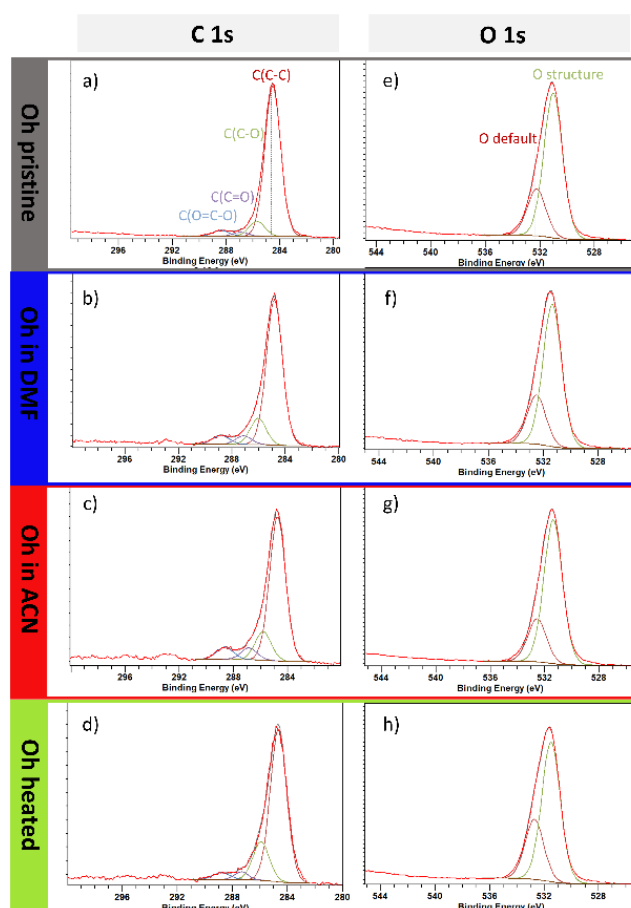 C 1s
O 1s
Oh pristine
a)
C(C-C)
C(C-O)
C(C=O)
C(O=C-O)
296 292 288 284 280
Binding Energy (eV)
e)
O structure
O default
544 540 536 532 528
Binding Energy (eV)
Oh in DMF
b)
296 292 288 284 280
Binding Energy (eV)
f)
544 540 536 532 528
Binding Energy (eV)
Oh in ACN
c)
296 292 288 284
Binding Energy (eV)
g)
544 540 536 532 528
Binding Energy (eV)
Oh heated
d)
296 292 288 284 280
Binding Energy (eV)
h)
544 540 536 532 528
Binding Energy (eV)